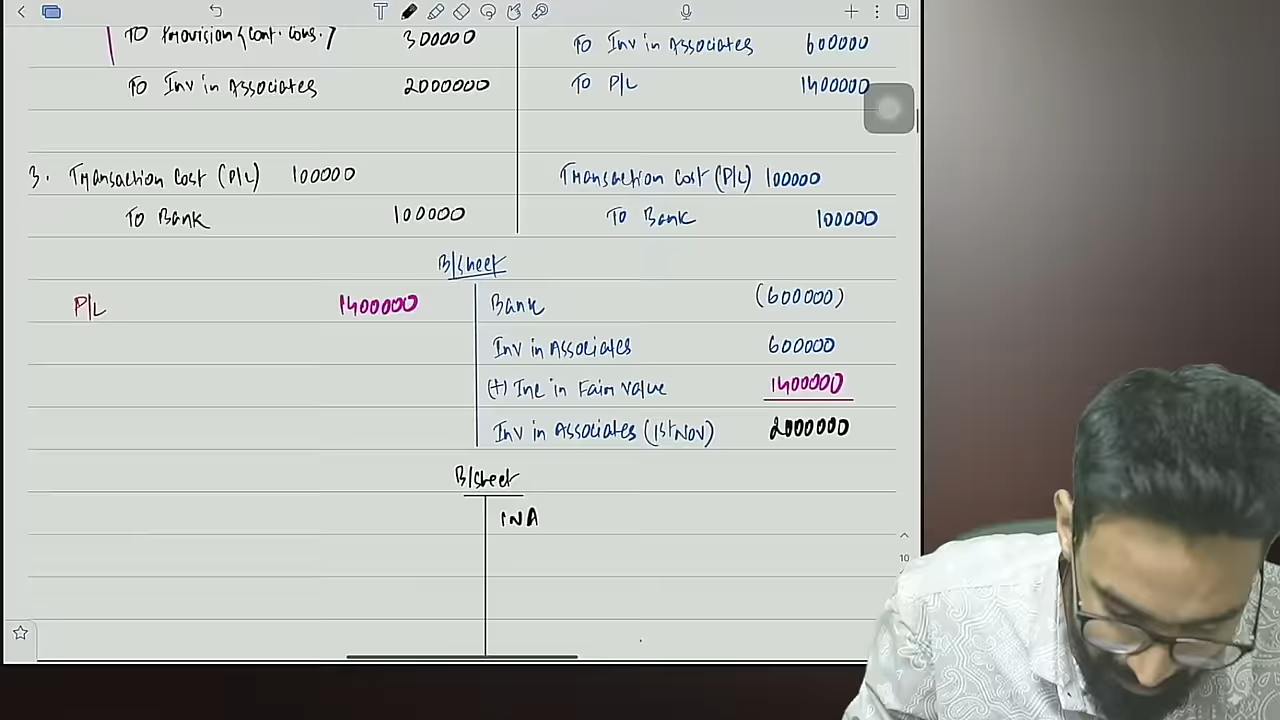 To Provision (Cont. Cons.) 300000
To Inv in Associates 2000000
To Inv in Associates 600000
To P/L 1400000
3. Transaction Cost (P/L) 100000
To Bank 100000
Transaction Cost (P/L) 100000
To Bank 100000
B/Sheet
P/L 1400000
Bank (600000)
Inv in Associates 600000
(+) Inc in Fair Value 1400000
Inv in Associates (1st Nov) 2000000
B/Sheet
INA
10